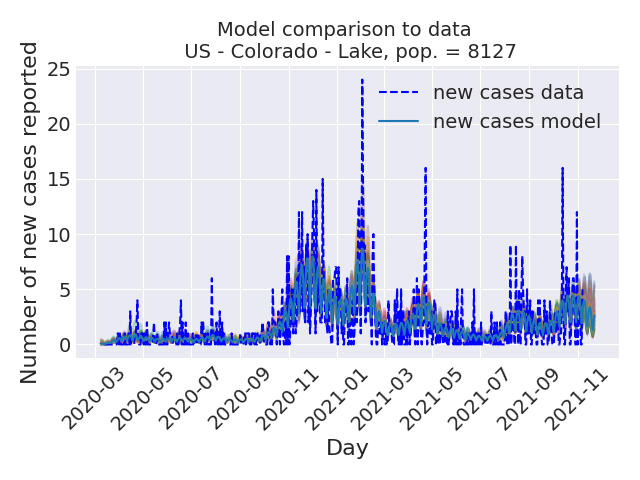 Model comparison to data
US - Colorado - Lake, pop. = 8127
Number of new cases reported
25
20
15
10
5
0
new cases data
new cases model
2020-03
2020-05
2020-07
2020-09
2020-11
2021-01
2021-03
2021-05
2021-07
2021-09
2021-11
Day